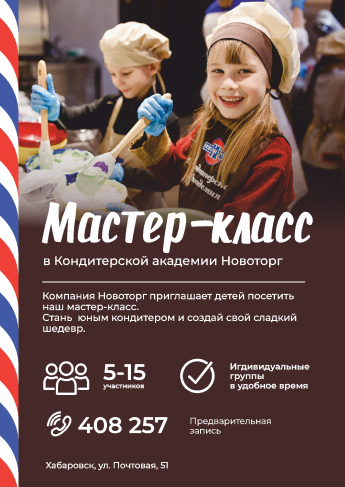 Мастер-класс
в Кондитерской академии Новоторг
Компания Новоторг приглашает детей посетить
наш мастер-класс.
Стань юным кондитером и создай свой сладкий
шедевр.
5-15
участников
Игдивидуальные
группы
в удобное время
408 257
Предварительная
запись
Хабаровск, ул. Почтовая, 51